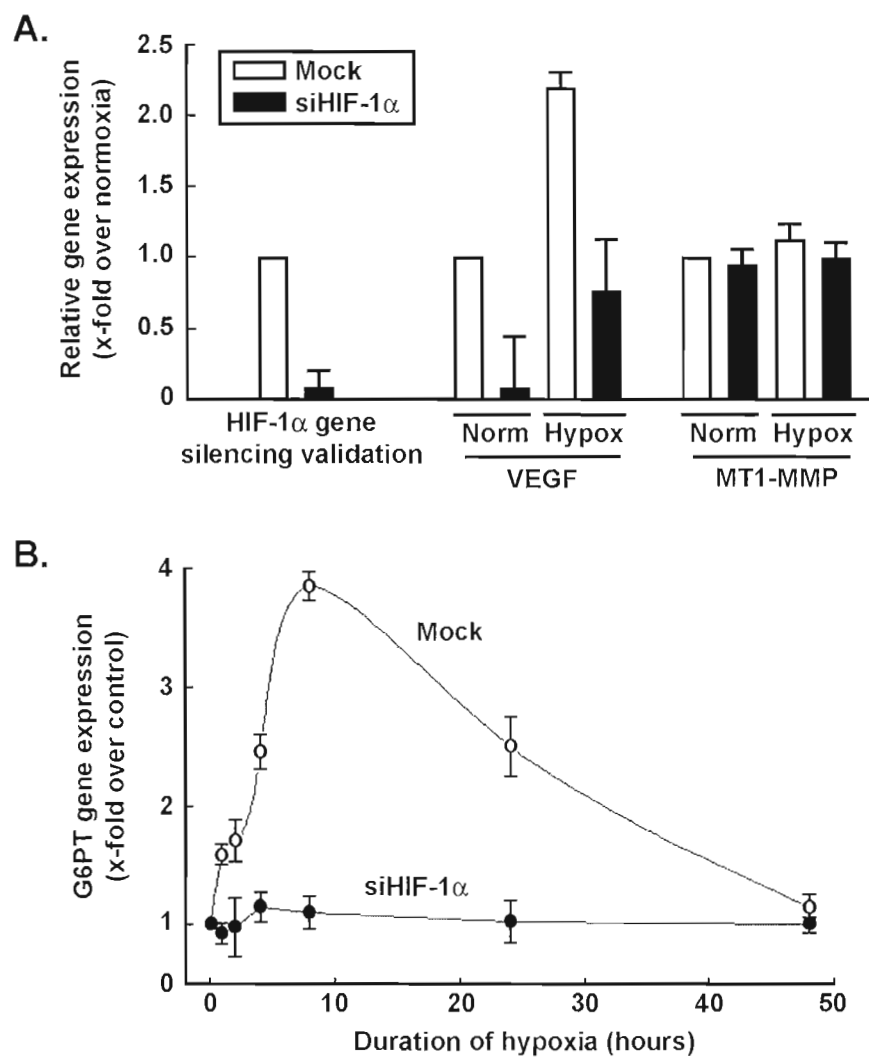 A.
Relative gene expression
(x-fold over normoxia)
2.5
2.0
1.5
1.0
0.5
0
Mock
siHIF-1α
HIF-1α gene
silencing validation
Norm Hypox
VEGF
Norm Hypox
MT1-MMP
B.
G6PT gene expression
(x-fold over control)
4
3
2
1
0
Mock
siHIF-1α
0 10 20 30 40 50
Duration of hypoxia (hours)